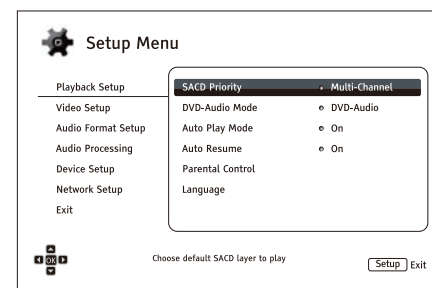 Setup Menu
Playback Setup
Video Setup
Audio Format Setup
Audio Processing
Device Setup
Network Setup
Exit
SACD Priority Multi-Channel
DVD-Audio Mode DVD-Audio
Auto Play Mode On
Auto Resume On
Parental Control
Language
OK
Choose default SACD layer to play
Setup Exit